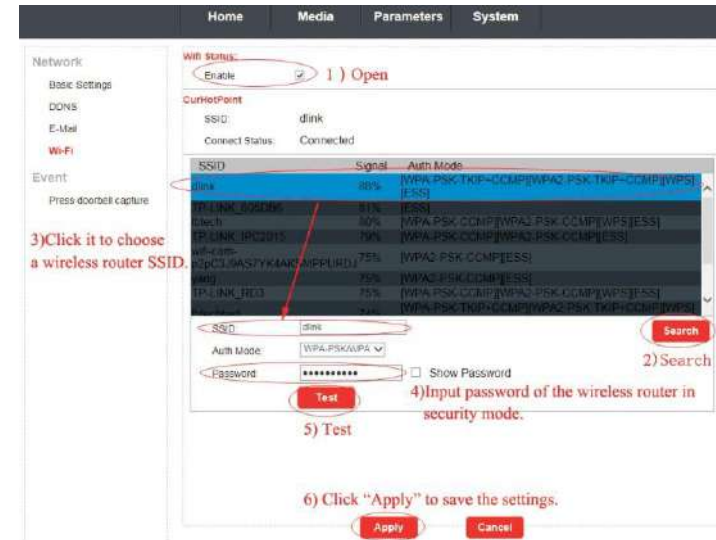 Home Media Parameters System
Network
Basic Settings
DDNS
E-Mail
Wi-Fi
Event
Press doorbell capture
Wifi Status:
Enable
1 ) Open
CurHotPoint
SSID: dlink
Connect Status: Connected
SSID Signal Auth Mode
dlink 88% [WPA-PSK-TKIP+CCMP][WPA2-PSK-TKIP+CCMP][WPS]
[ESS]
81% [ESS]
80% [WPA-PSK-CCMP][WPA2-PSK-CCMP][WPS][ESS]
TP-LINK_IPC2015 79% [WPA-PSK-CCMP][WPA2-PSK-CCMP][ESS]
75% [WPA2-PSK-CCMP][ESS]
75% [WPA2-PSK-CCMP][ESS]
75% [WPA-PSK-CCMP][WPA2-PSK-CCMP][WPS][ESS]
3)Click it to choose
a wireless router SSID.
SSID dlink
Search
2)Search
Auth Mode: WPA-PSK/WPA
Password: •••••••••• Show Password
Test
5) Test
4)Input password of the wireless router in
security mode.
6) Click “Apply” to save the settings.
Apply Cancel